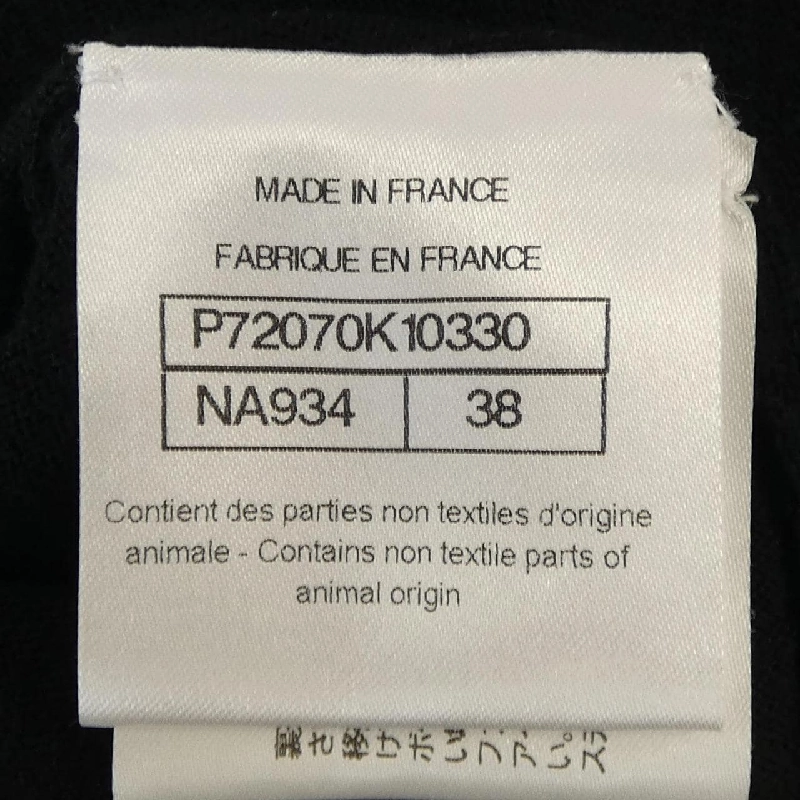 MADE IN FRANCE
FABRIQUE EN FRANCE
P72070K10330
NA934 38
Contient des parties non textiles d'origine
animale - Contains non textile parts of
animal origin